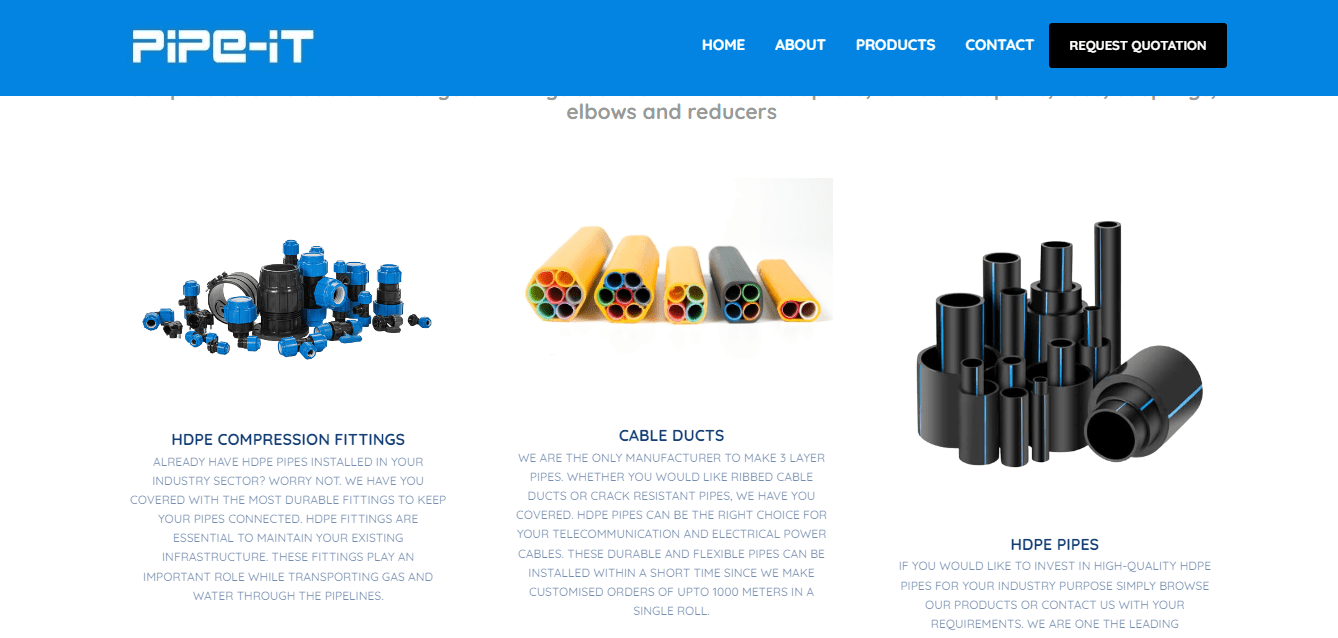 PiPe-iT
HOME ABOUT PRODUCTS CONTACT REQUEST QUOTATION
elbows and reducers
HDPE COMPRESSION FITTINGS
ALREADY HAVE HDPE PIPES INSTALLED IN YOUR
INDUSTRY SECTOR? WORRY NOT. WE HAVE YOU
COVERED WITH THE MOST DURABLE FITTINGS TO KEEP
YOUR PIPES CONNECTED. HDPE FITTINGS ARE
ESSENTIAL TO MAINTAIN YOUR EXISTING
INFRASTRUCTURE. THESE FITTINGS PLAY AN
IMPORTANT ROLE WHILE TRANSPORTING GAS AND
WATER THROUGH THE PIPELINES.
CABLE DUCTS
WE ARE THE ONLY MANUFACTURER TO MAKE 3 LAYER
PIPES. WHETHER YOU WOULD LIKE RIBBED CABLE
DUCTS OR CRACK RESISTANT PIPES, WE HAVE YOU
COVERED. HDPE PIPES CAN BE THE RIGHT CHOICE FOR
YOUR TELECOMMUNICATION AND ELECTRICAL POWER
CABLES. THESE DURABLE AND FLEXIBLE PIPES CAN BE
INSTALLED WITHIN A SHORT TIME SINCE WE MAKE
CUSTOMISED ORDERS OF UPTO 1000 METERS IN A
SINGLE ROLL.
HDPE PIPES
IF YOU WOULD LIKE TO INVEST IN HIGH-QUALITY HDPE
PIPES FOR YOUR INDUSTRY PURPOSE SIMPLY BROWSE
OUR PRODUCTS OR CONTACT US WITH YOUR
REQUIREMENTS. WE ARE ONE THE LEADING